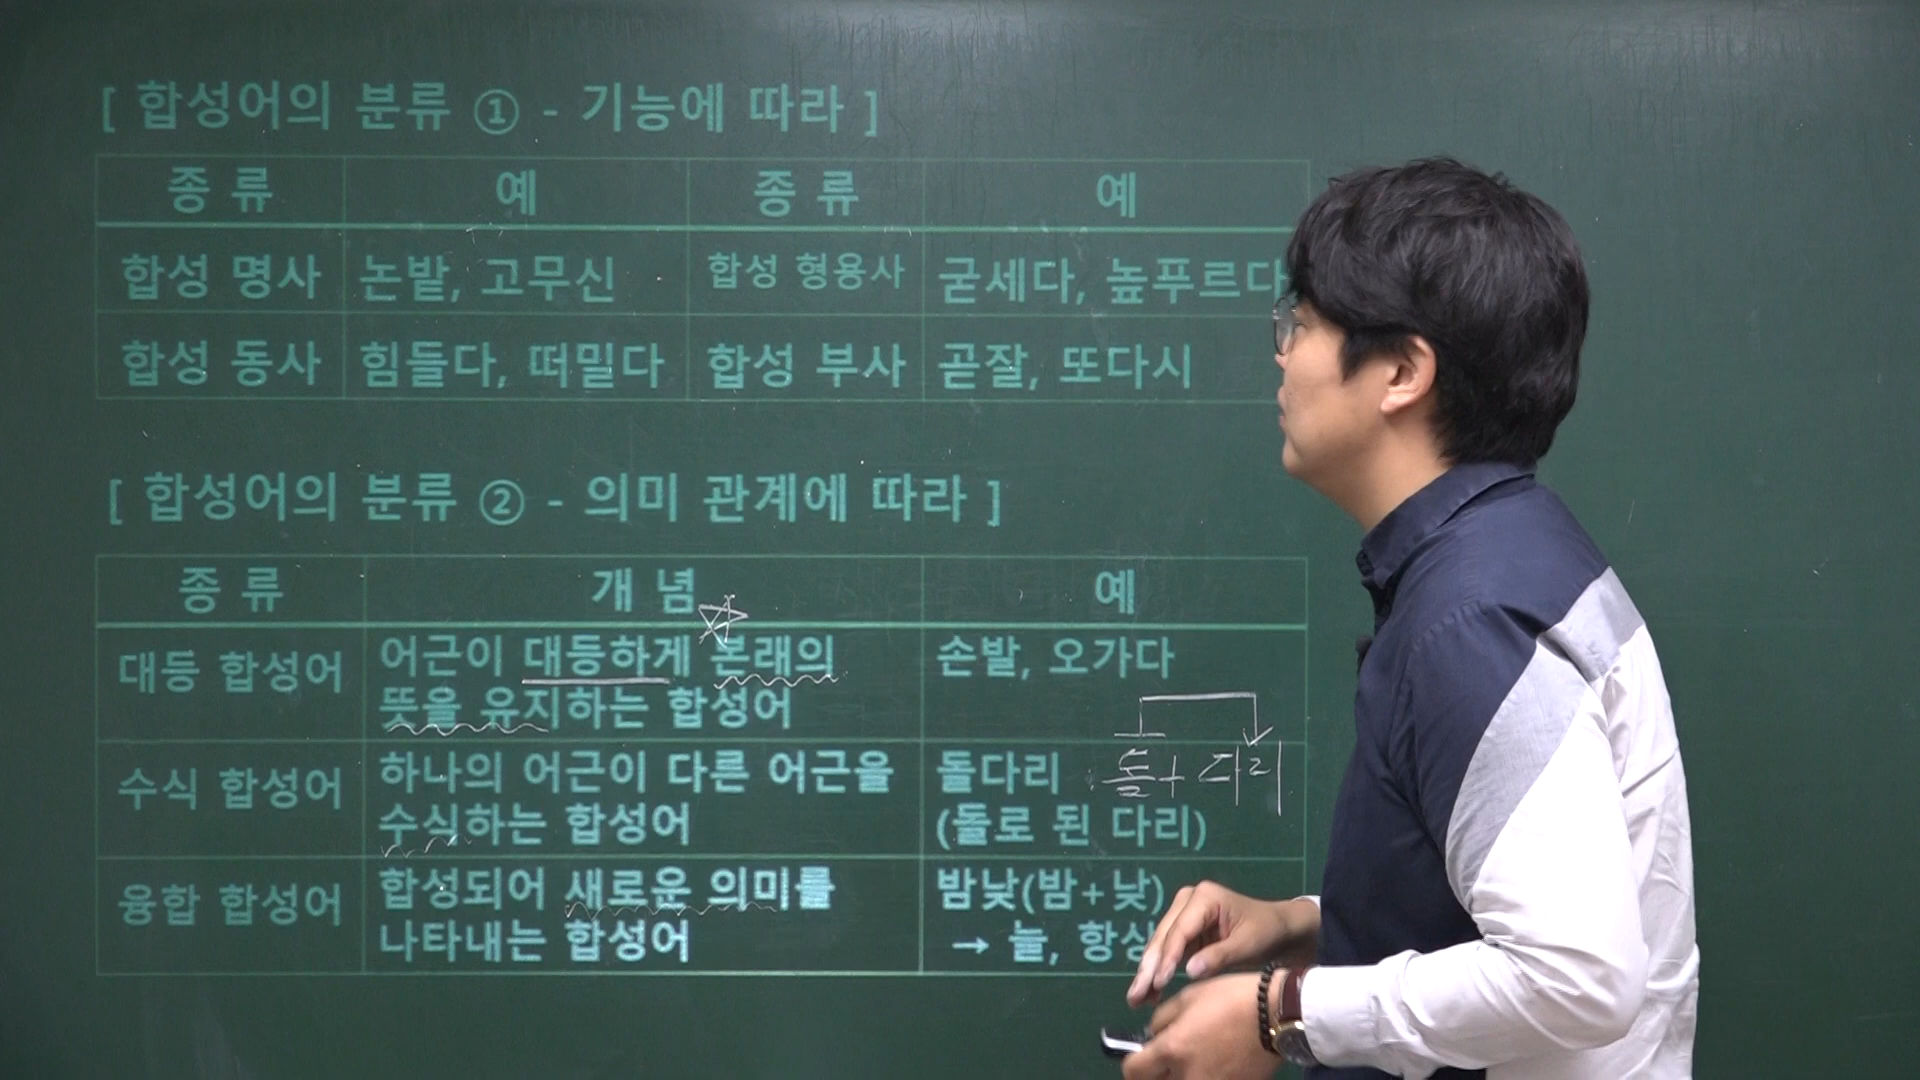 [ 합성어의 분류 ① - 기능에 따라 ]
종 류 예 종 류 예
합성 명사 논밭, 고무신 합성 형용사 굳세다, 높푸르다
합성 동사 힘들다, 떠밀다 합성 부사 곧잘, 또다시
[ 합성어의 분류 ② - 의미 관계에 따라 ]
종 류 개 념 예
대등 합성어
어근이 대등하게 본래의
뜻을 유지하는 합성어
손발, 오가다
수식 합성어
하나의 어근이 다른 어근을
수식하는 합성어
돌다리
(돌로 된 다리)
돌+다리
융합 합성어
합성되어 새로운 의미를
나타내는 합성어
밤낮(밤+낮)
→ 늘, 항상